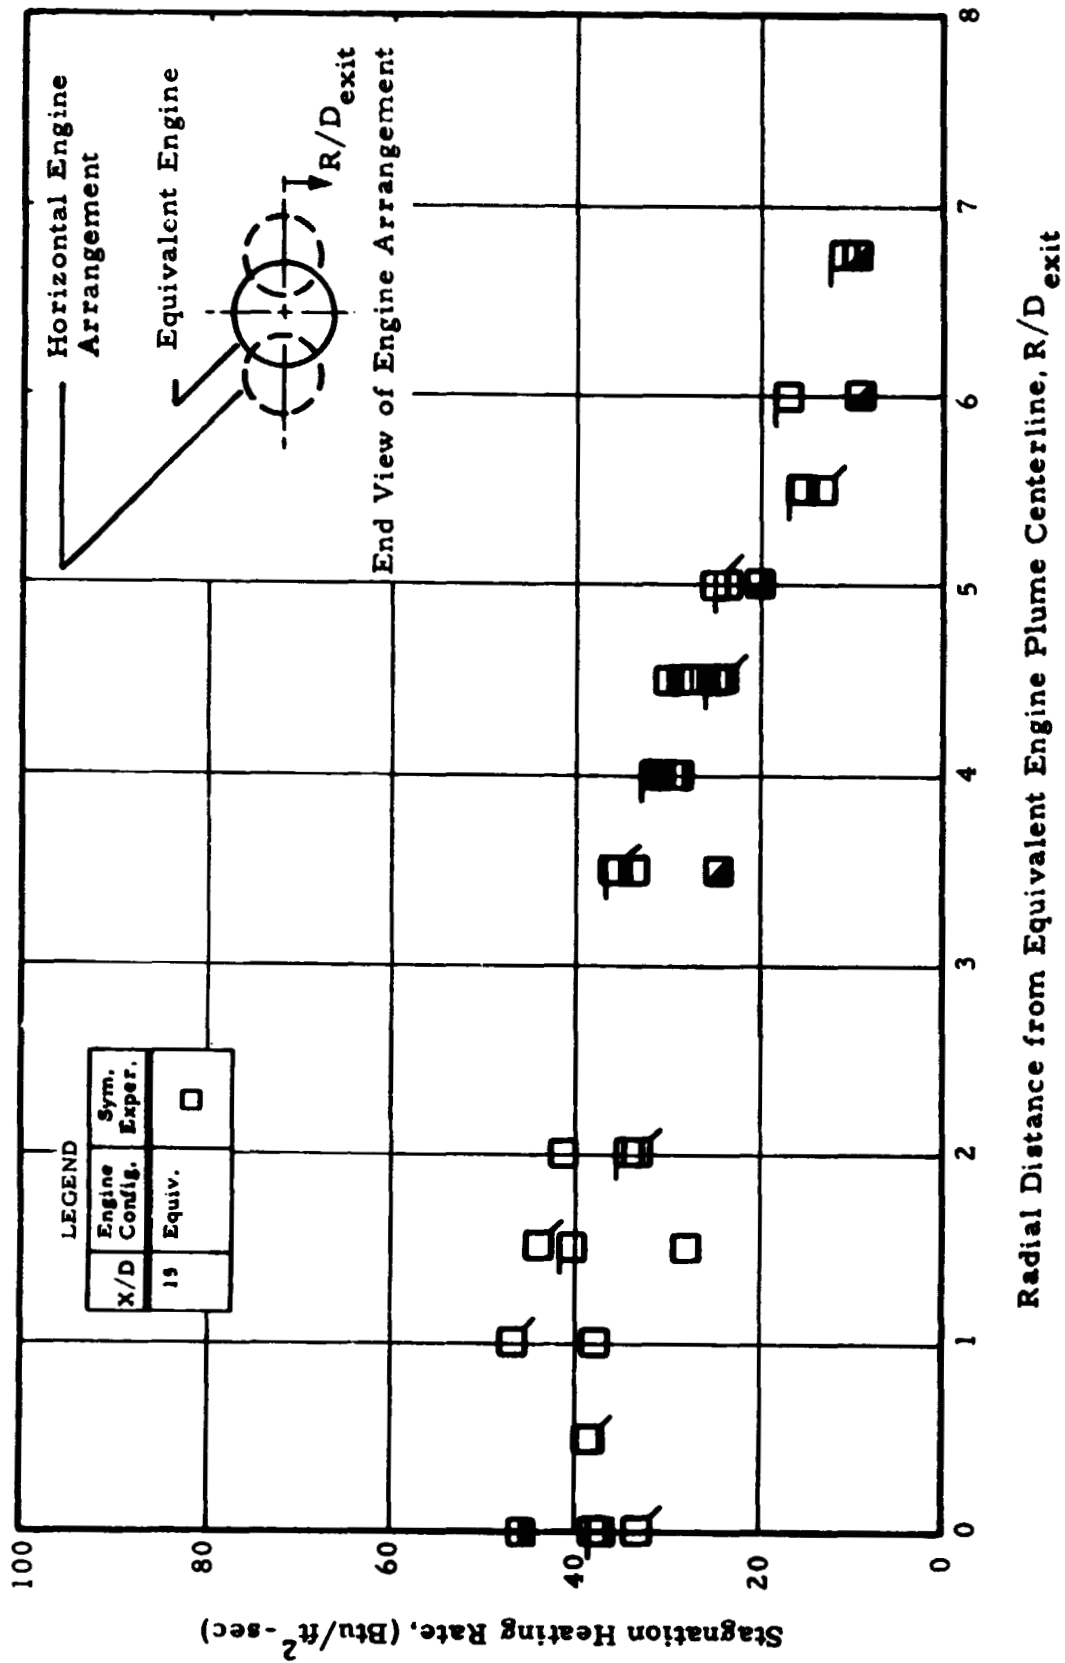 Horizontal Engine
Arrangement
Equivalent Engine
R/D exit
End View of Engine Arrangement
LEGEND
X/D Engine Config. Sym. Exper.
15 Equiv.
100
80
60
40
20
0
Stagnation Heating Rate, (Btu/ft²-sec)
0 1 2 3 4 5 6 7 8
Radial Distance from Equivalent Engine Plume Centerline, R/D exit